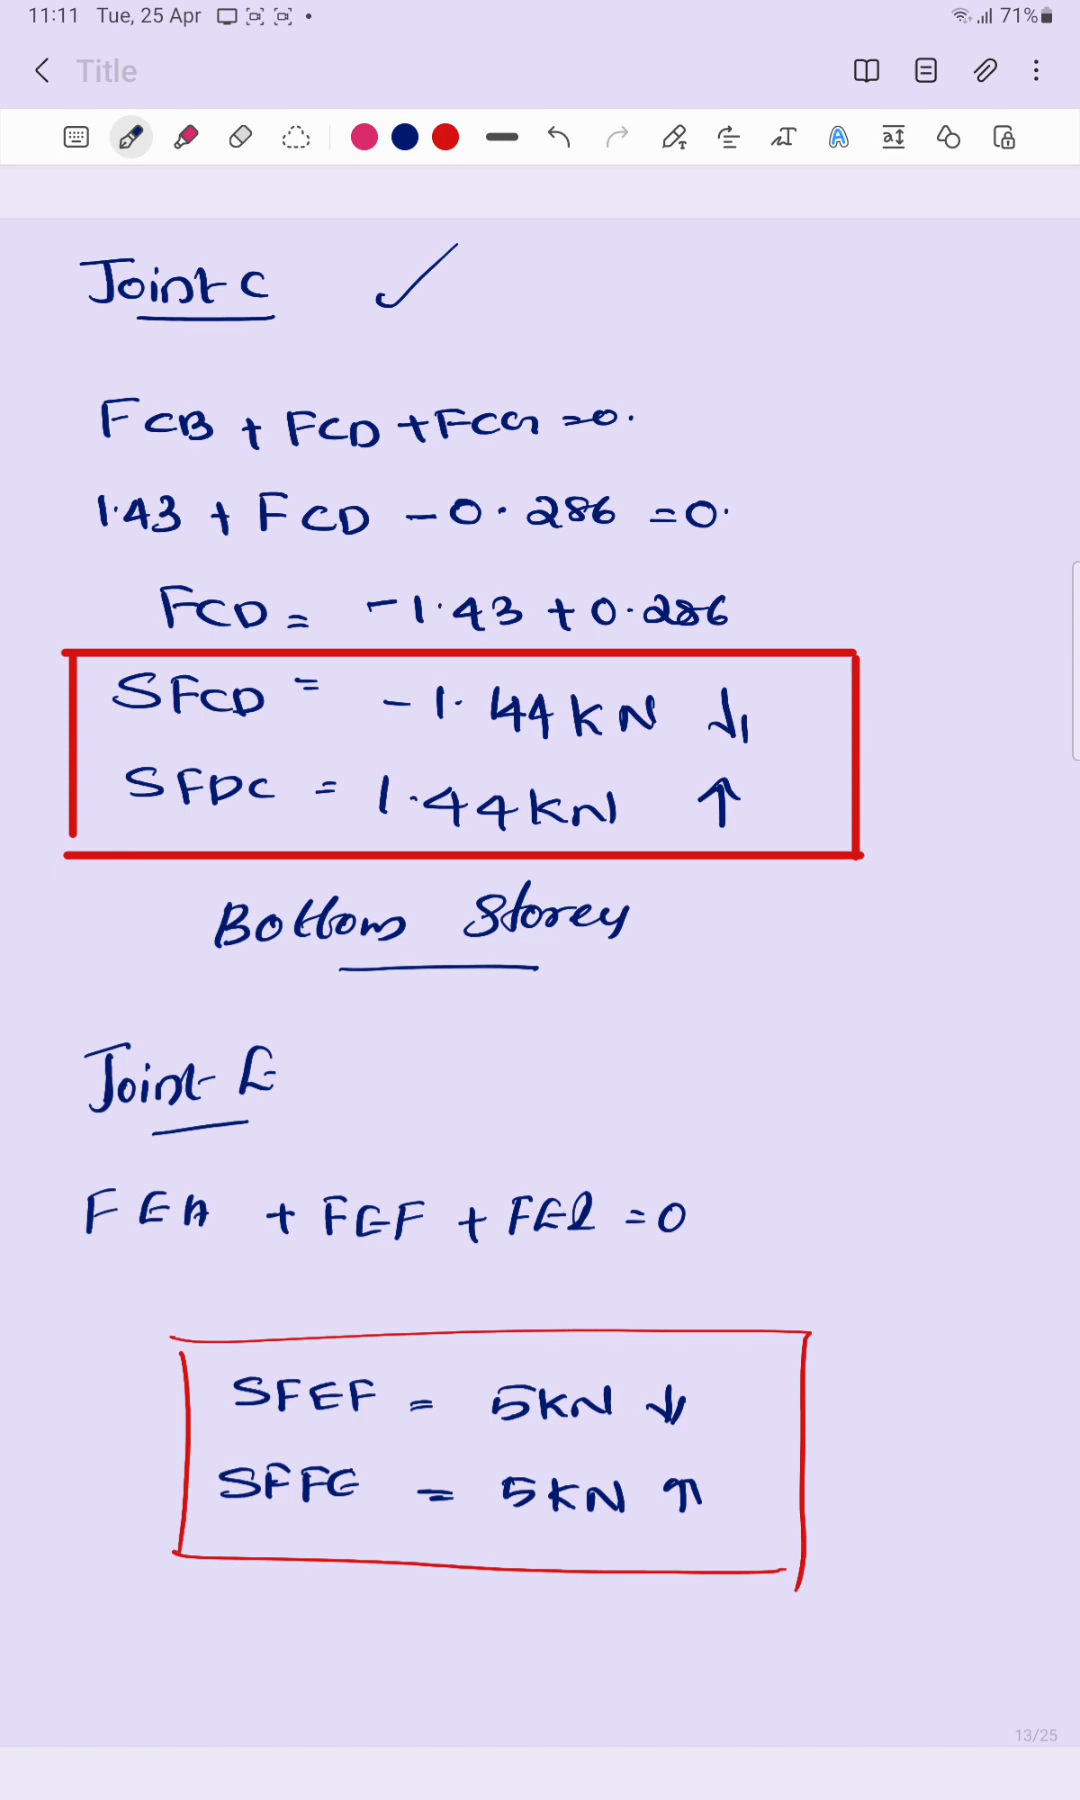 11:11 Tue, 25 Apr
71%
Title
Joint C
FCB + FCD + FCG = 0.
1.43 + FCD - 0.286 = 0.
FCD = -1.43 + 0.286
SFCD = -1.144 KN ↓
SFDC = 1.44 KN ↑
Bottom Storey
Joint E
FEA + FEF + FEI = 0
SFEF = 5KN ↓
SFFE = 5KN ↑
13/25